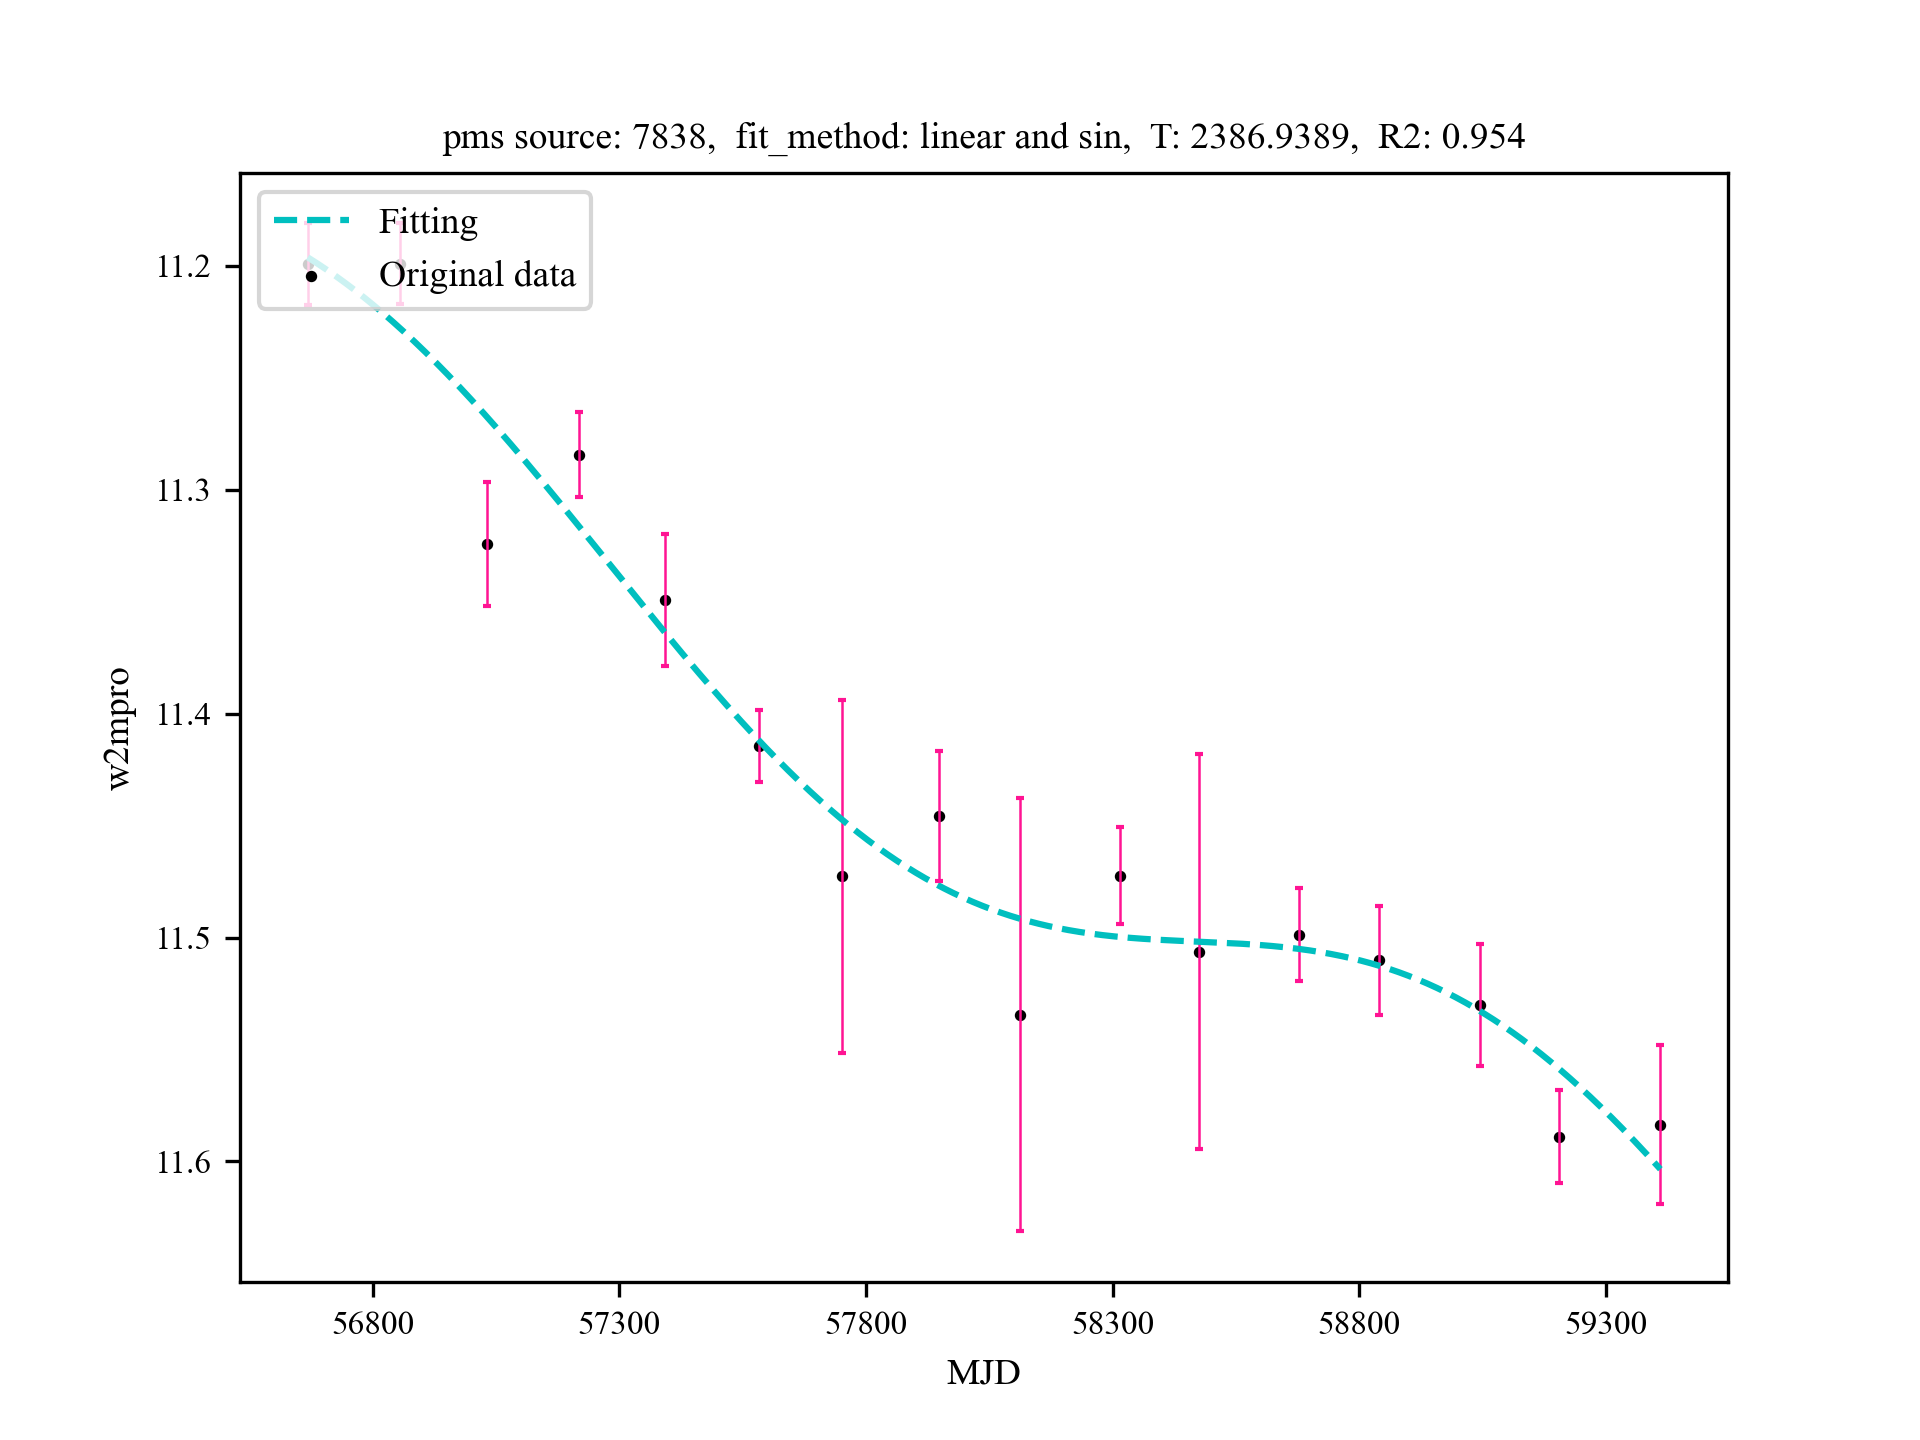 pms source: 7838, fit_method: linear and sin, T: 2386.9389, R2: 0.954
Fitting
Original data
11.2
11.3
11.4
11.5
11.6
w2mpro
56800 57300 57800 58300 58800 59300
MJD